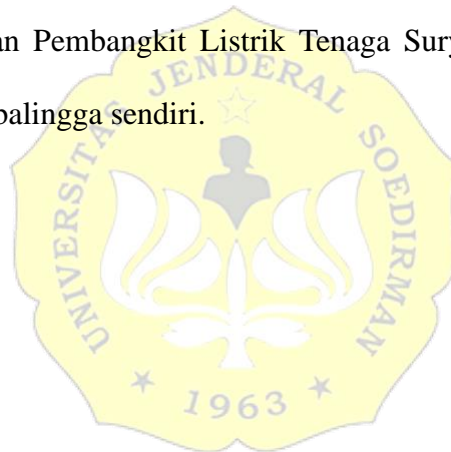 an Pembangkit Listrik Tenaga Sury
balingga sendiri.
UNIVERSITAS JENDERAL SOEDIRMAN
★ 1963 ★